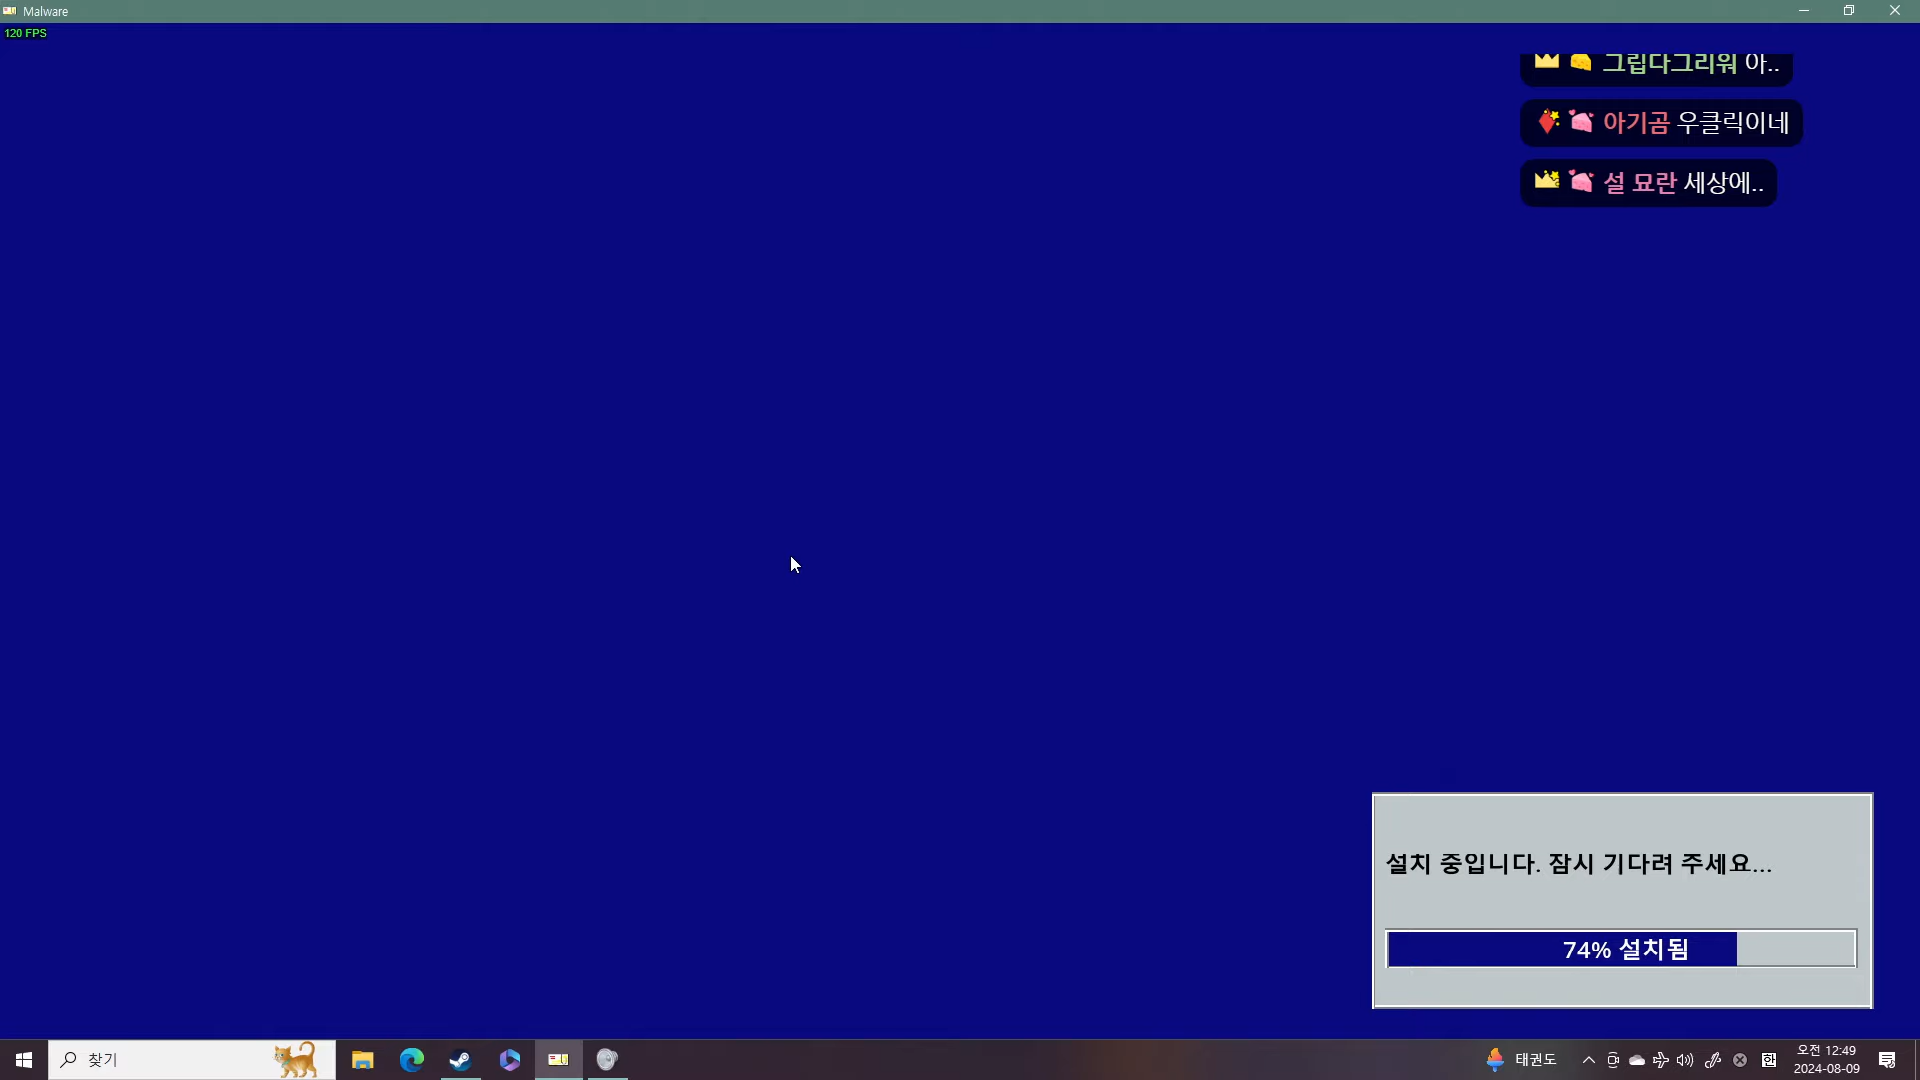 Malware
120 FPS
그립다그리워 아..
아기곰 우클릭이네
설 묘란 세상에..
설치 중입니다. 잠시 기다려 주세요...
74% 설치됨
찾기
태권도
한
오전 12:49
2024-08-09